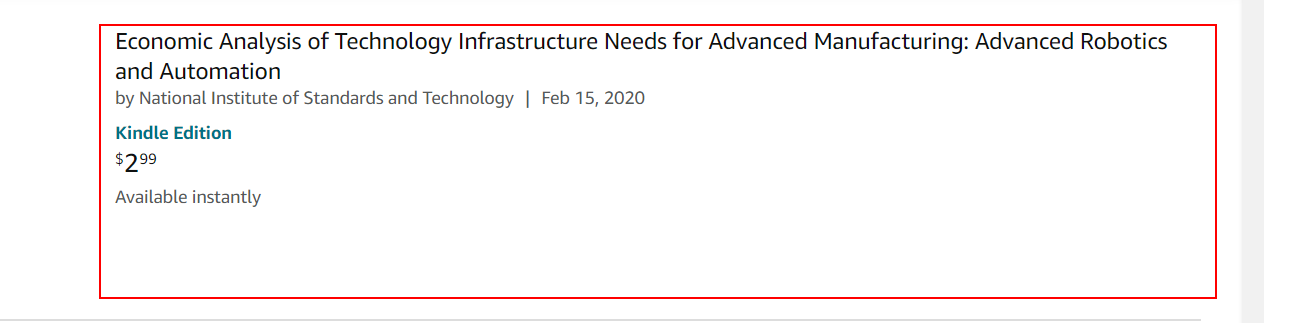 Economic Analysis of Technology Infrastructure Needs for Advanced Manufacturing: Advanced Robotics
and Automation
by National Institute of Standards and Technology | Feb 15, 2020
Kindle Edition
$2.99
Available instantly